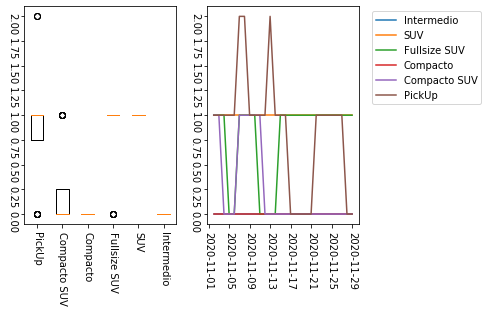 2.00
1.75
1.50
1.25
1.00
0.75
0.50
0.25
0.00
PickUp
Compacto SUV
Compacto
Fullsize SUV
SUV
Intermedio
2.00
1.75
1.50
1.25
1.00
0.75
0.50
0.25
0.00
2020-11-01
2020-11-05
2020-11-09
2020-11-13
2020-11-17
2020-11-21
2020-11-25
2020-11-29
Intermedio
SUV
Fullsize SUV
Compacto
Compacto SUV
PickUp